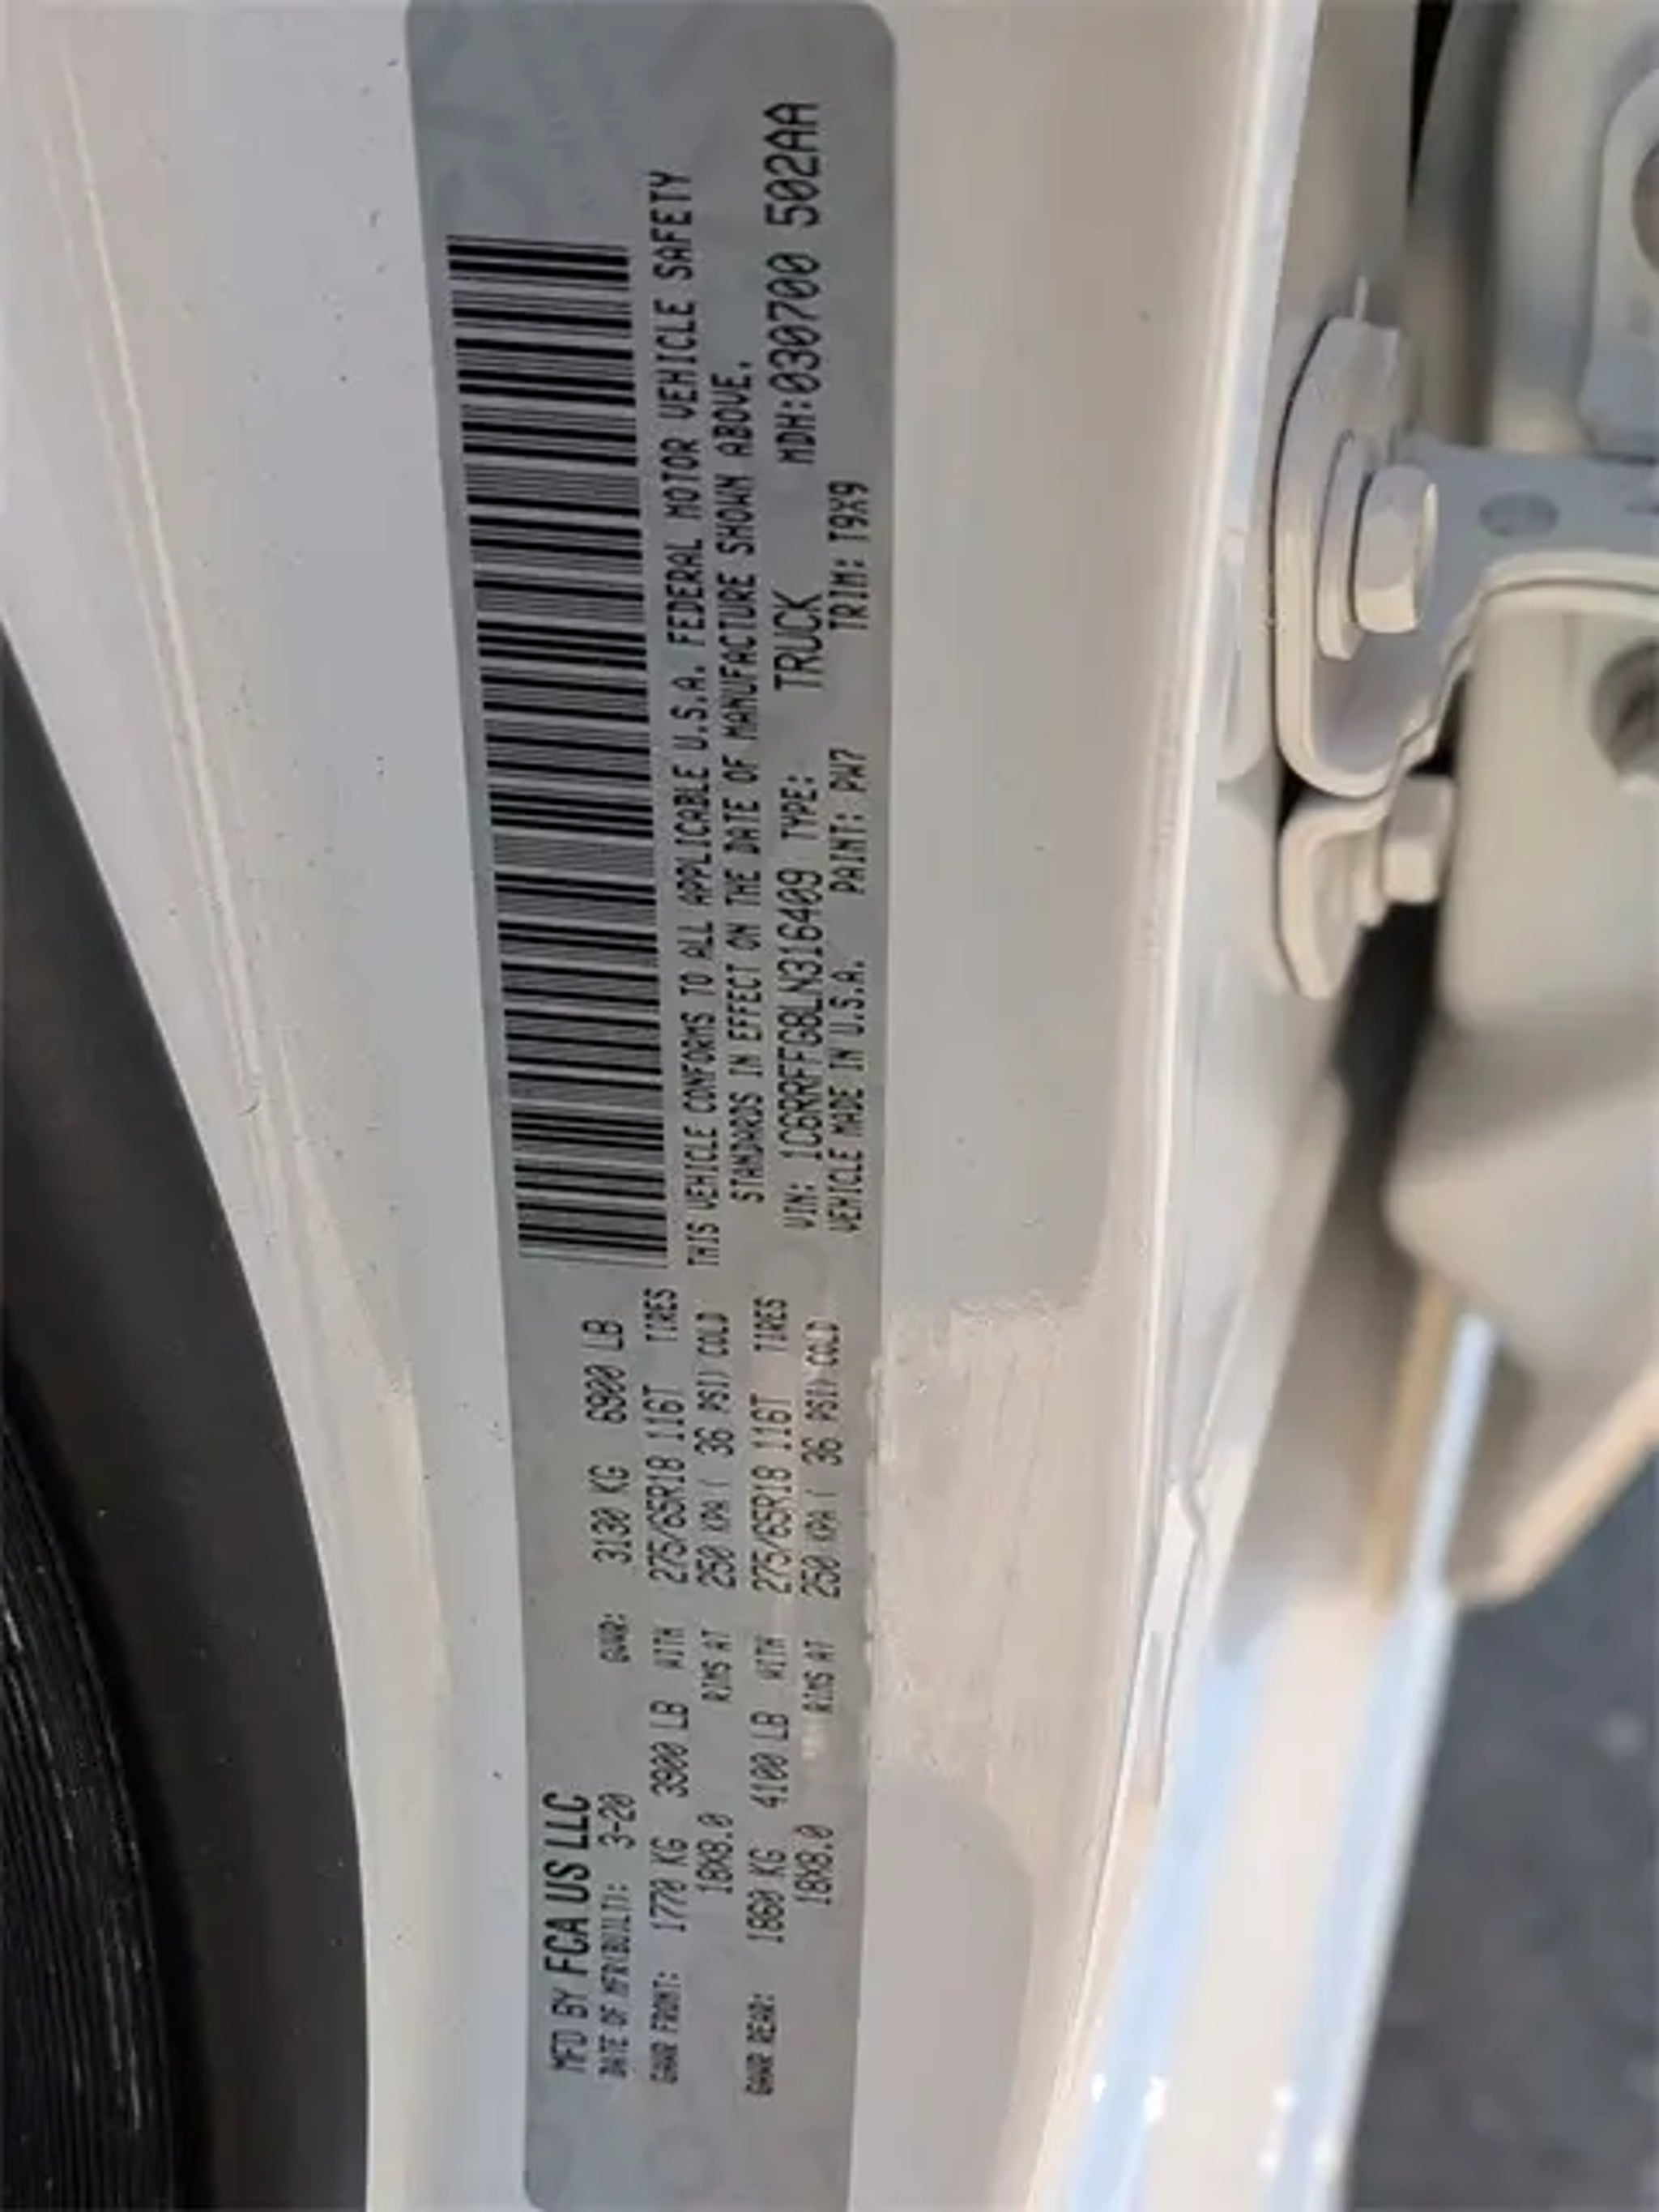 MFD BY FCA US LLC
DATE OF MFR(BUILT): 3-20 GVWR: 3130 KG 6900 LB
GAWR FRONT: 1770 KG 3900 LB WITH 275/65R18 116T TIRES
18X8.0 RIMS AT 250 KPA ( 36 PSI) COLD
GAWR REAR: 1860 KG 4100 LB WITH 275/65R18 116T TIRES
18X8.0 RIMS AT 250 KPA ( 36 PSI) COLD
THIS VEHICLE CONFORMS TO ALL APPLICABLE U.S.A. FEDERAL MOTOR VEHICLE SAFETY
STANDARDS IN EFFECT ON THE DATE OF MANUFACTURE SHOWN ABOVE.
VIN: 1C6RRFFG8LN316409 TYPE: TRUCK MDH:030700 502AA
VEHICLE MADE IN U.S.A. PAINT: PW7 TRIM: T9X9